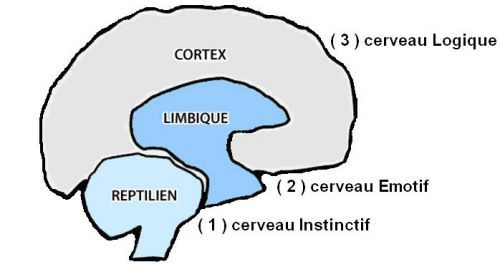 ( 3 ) cerveau Logique
CORTEX
LIMBIQUE
( 2 ) cerveau Emotif
REPTILIEN
( 1 ) cerveau Instinctif